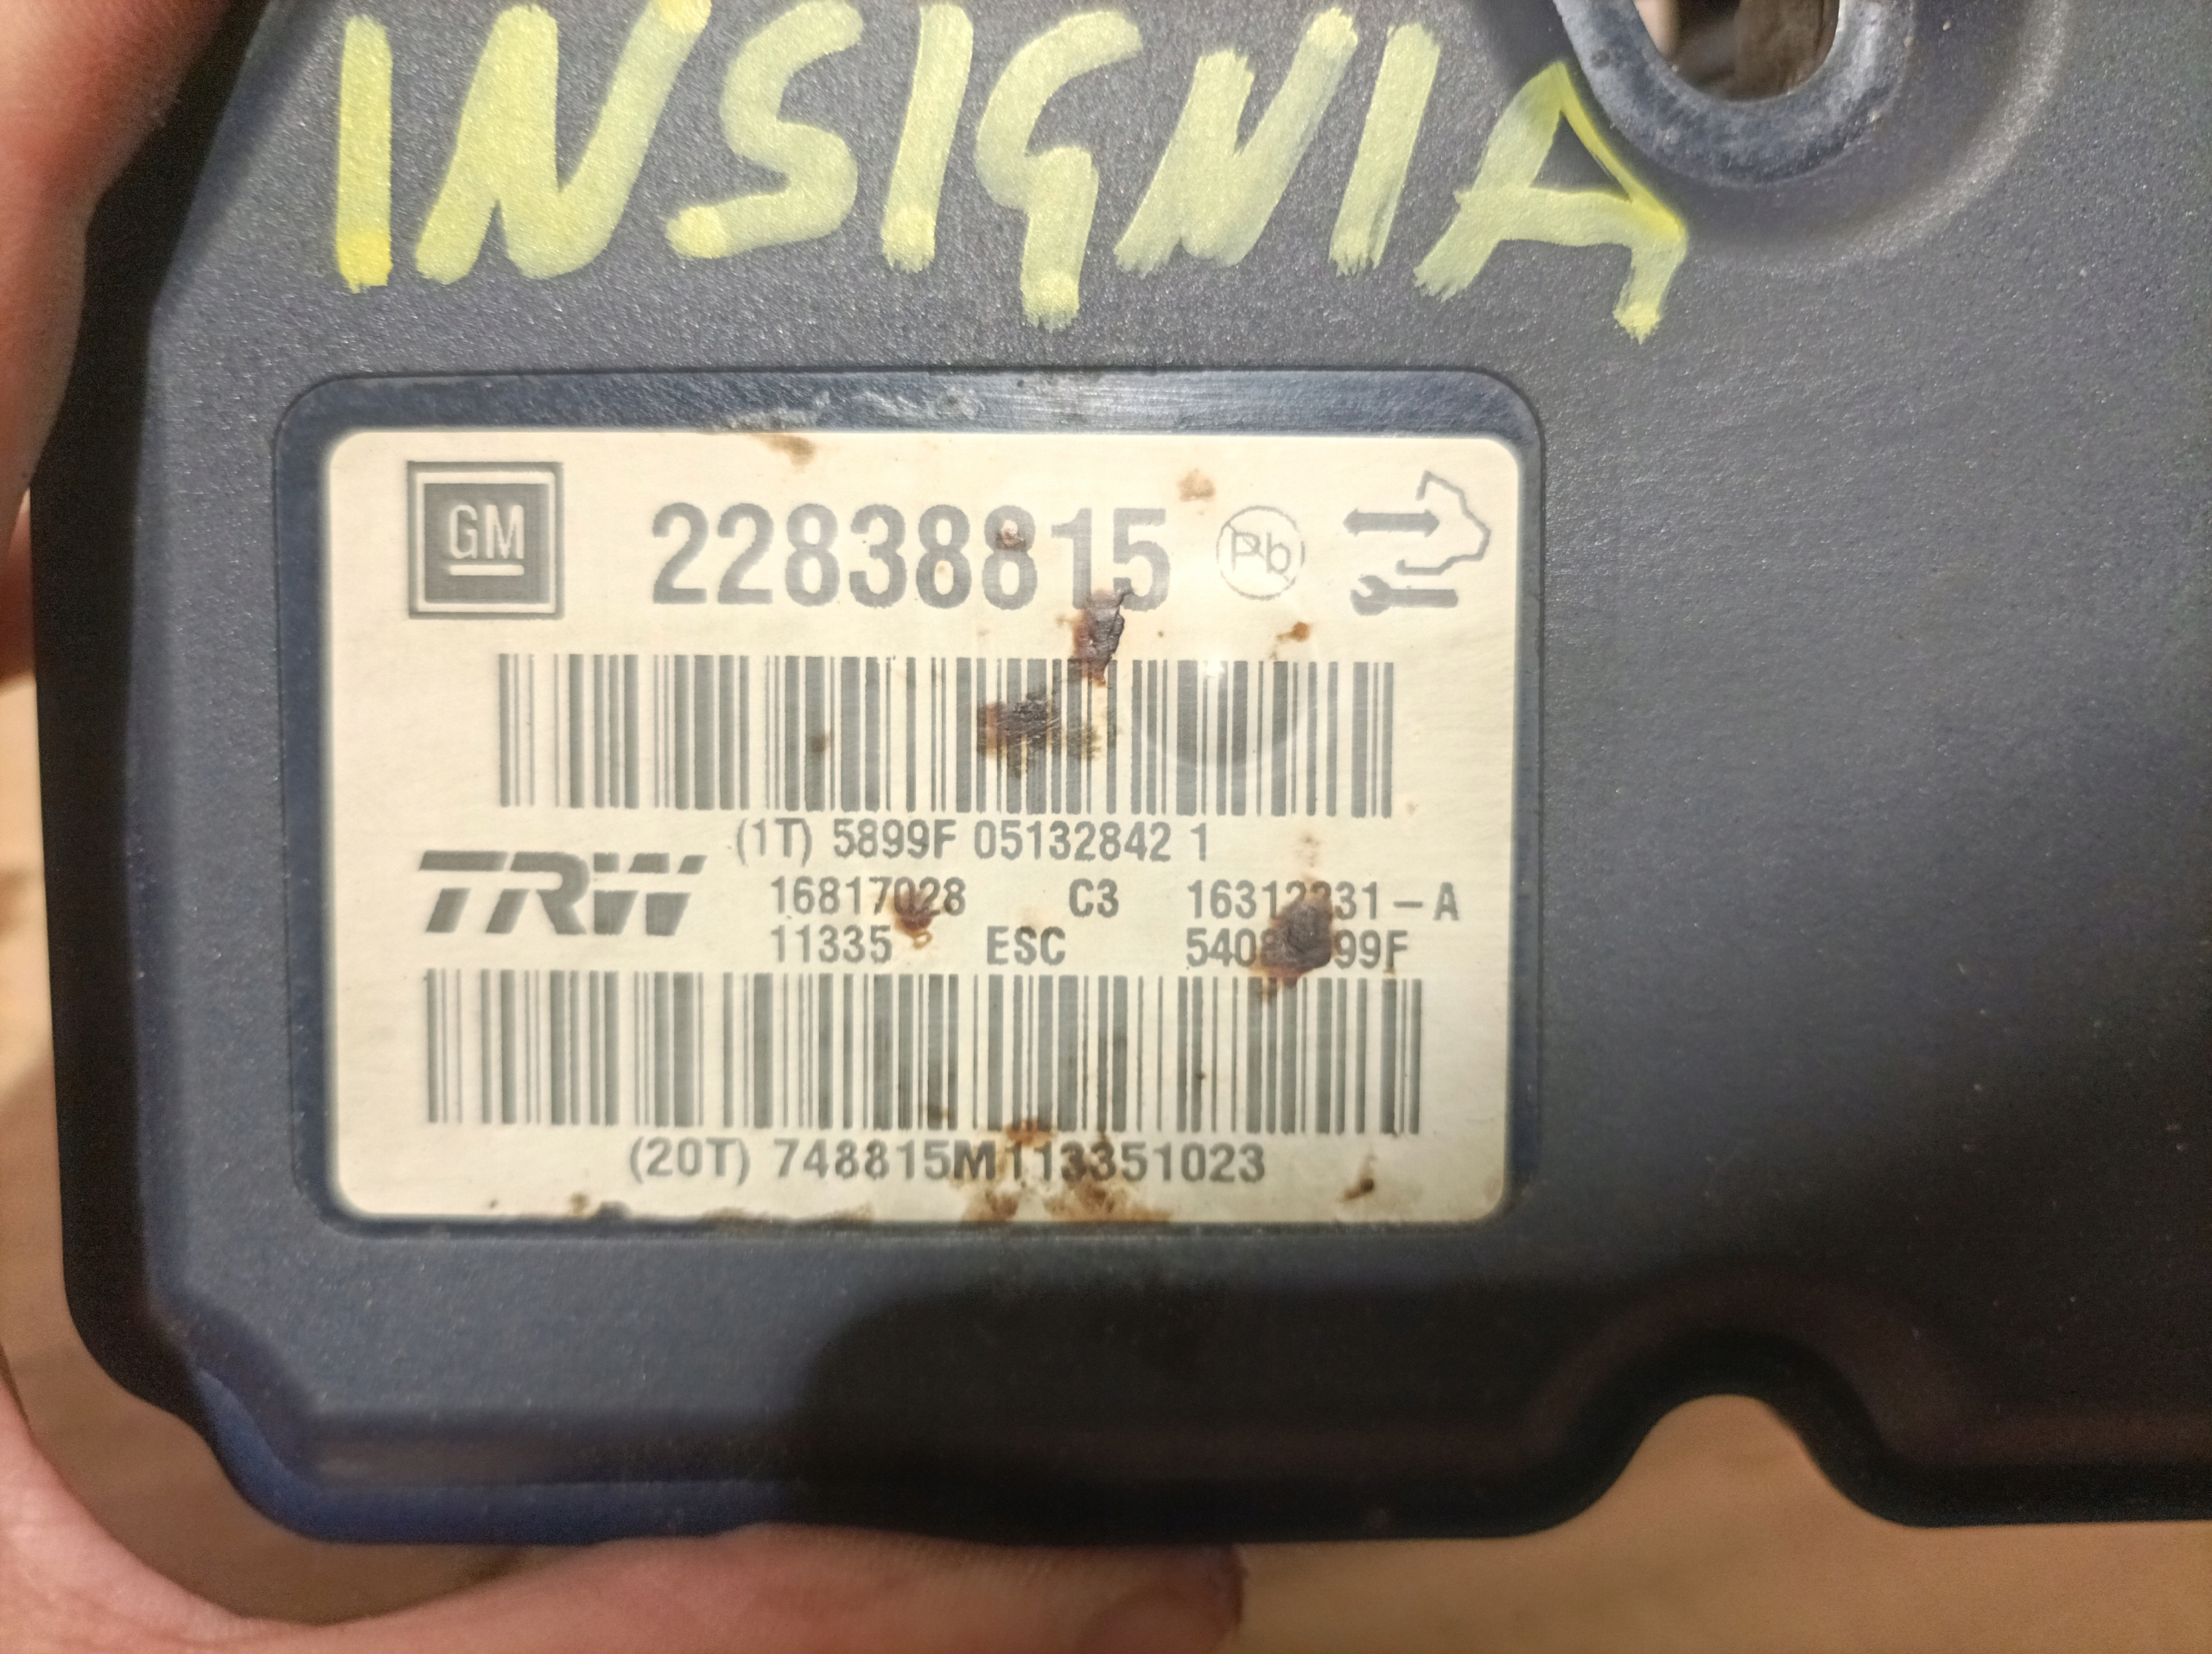 INSIGNIA
GM 22838815 Pb
(1T) 5899F 05132842 1
TRW
16817028 C3
11335 ESC
(20T) 748815M113351023